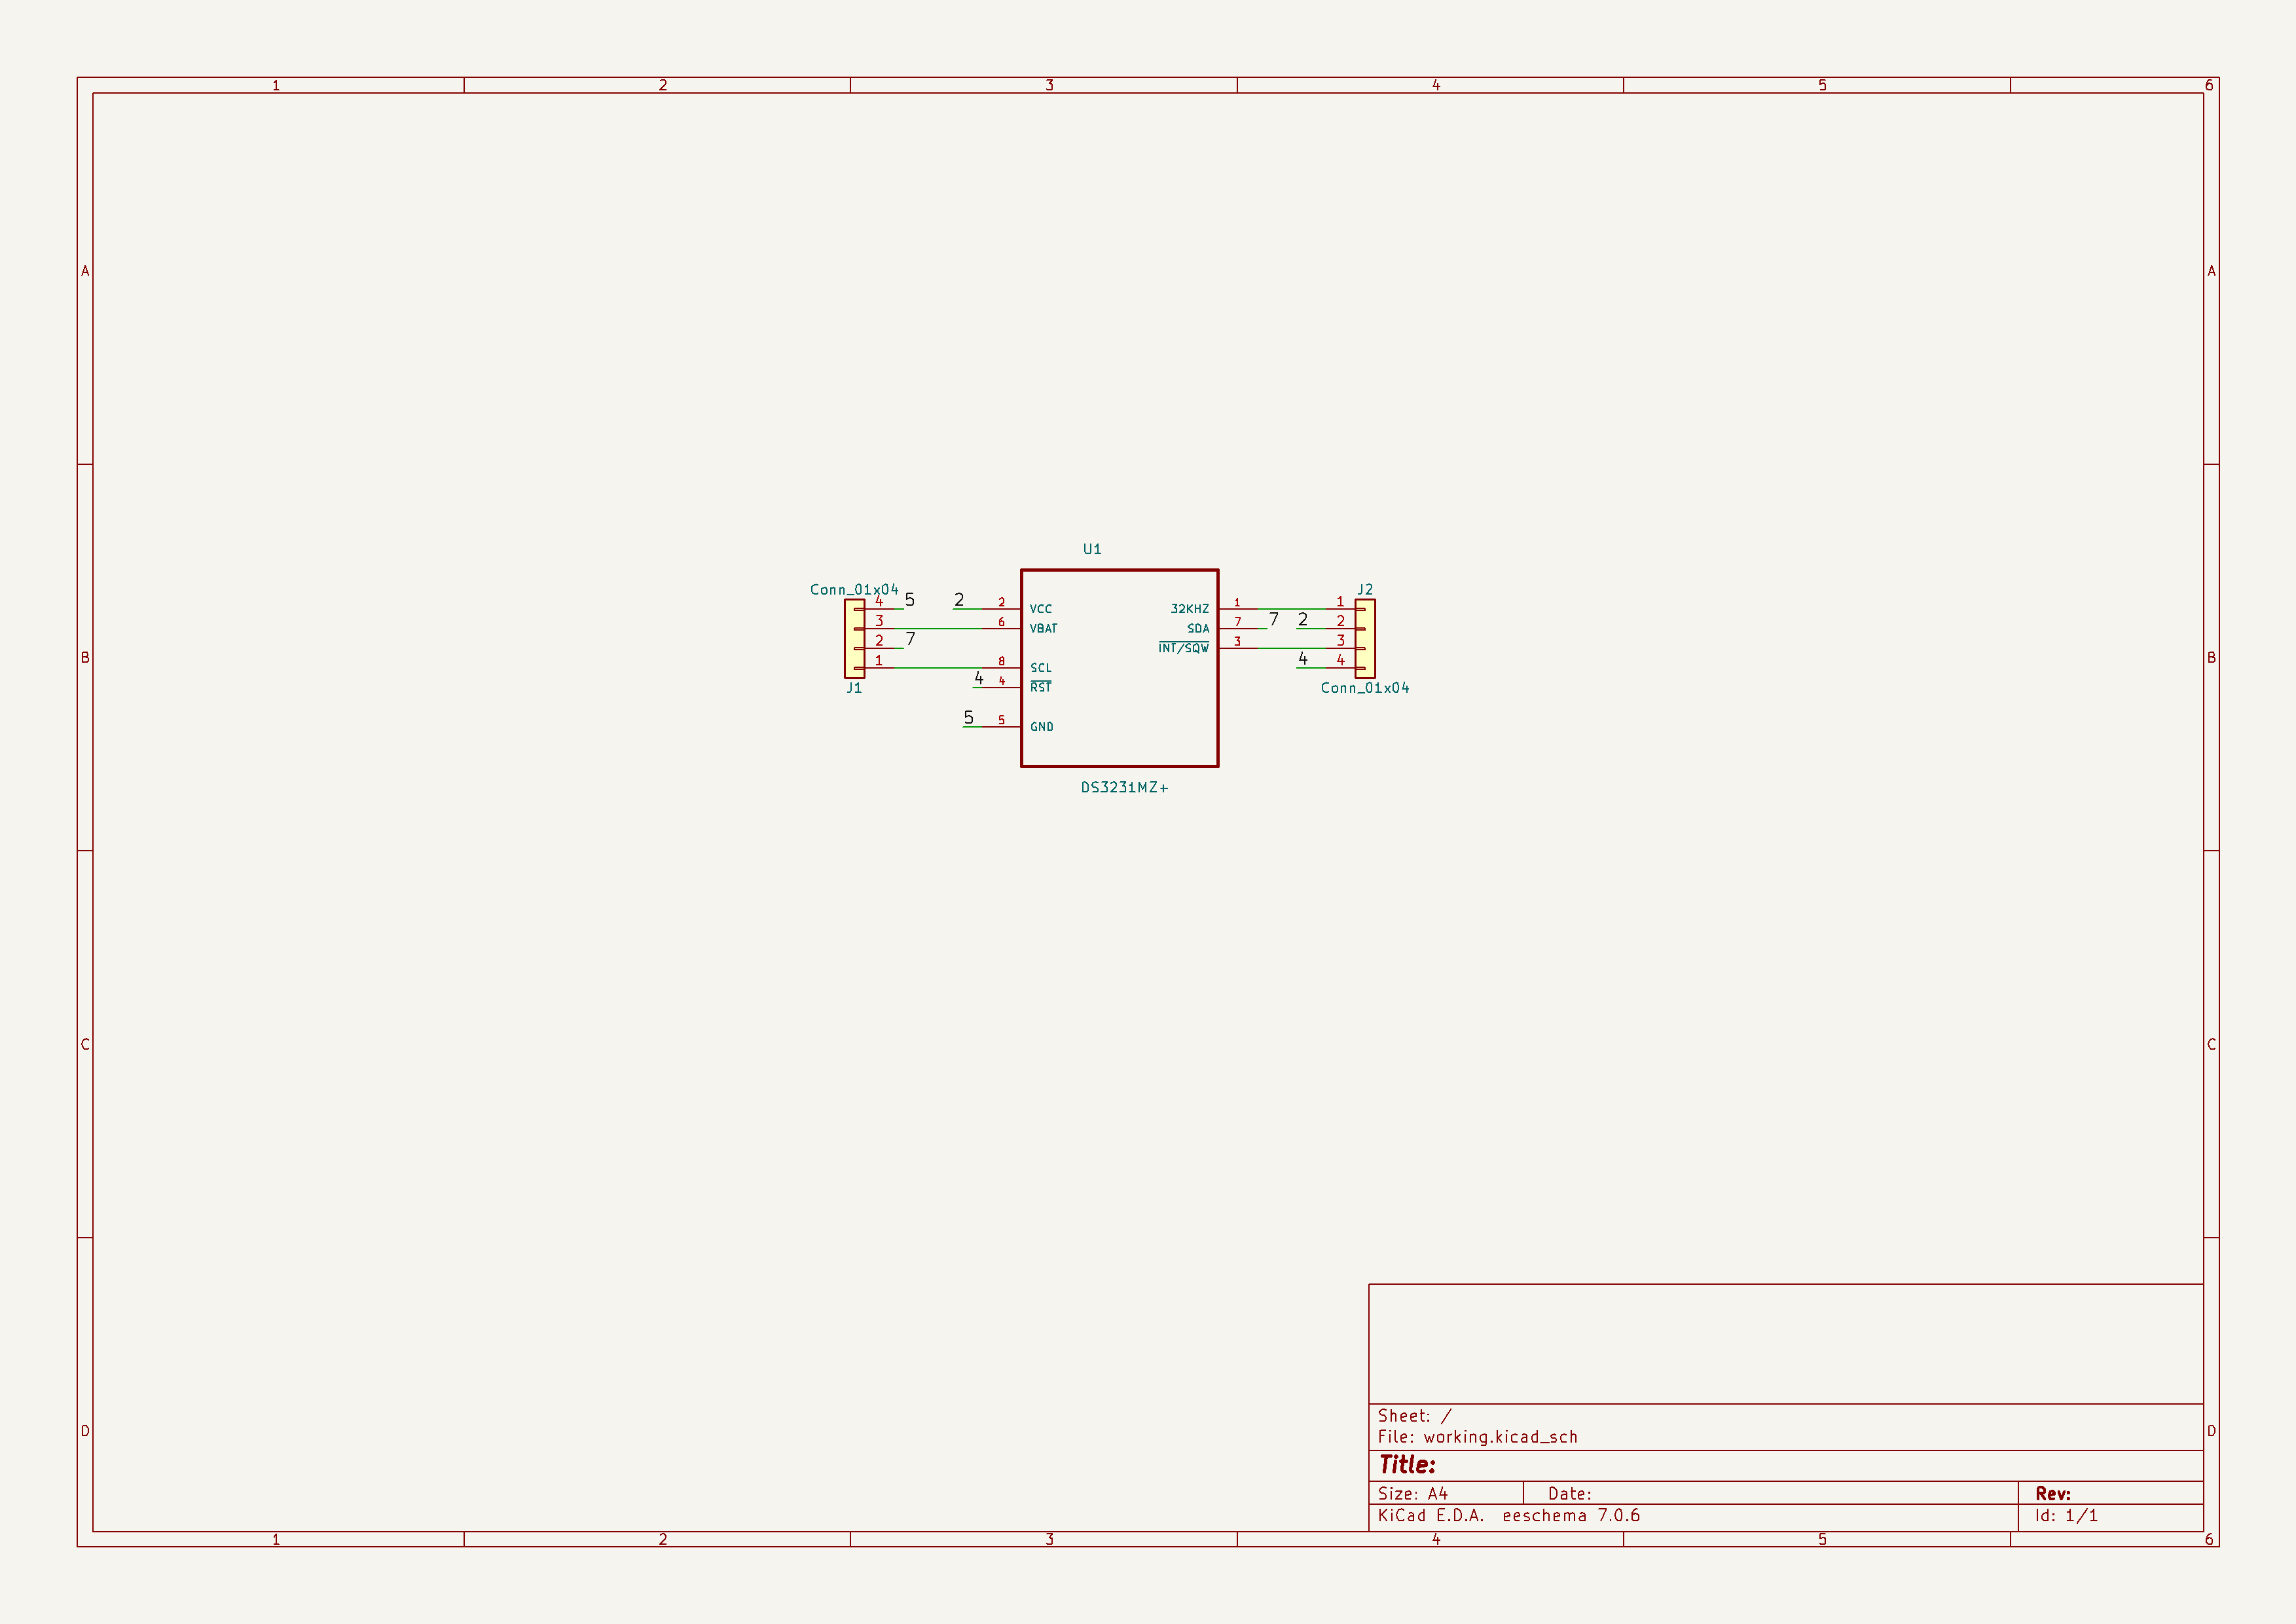 1 2 3 4 5 6
A A
U1
Conn_01x04 J2
4 5 2 2 VCC 32KHZ 1 1
3 6 VBAT SDA 7 7 2 2
2 7 INT/SQW 3 3
B B
1 8 SCL 4 4
4 4 RST
J1 Conn_01x04
5 5 GND
DS3231MZ+
C C
Sheet: /
File: working.kicad_sch
D D
Title:
Size: A4 Date: Rev:
KiCad E.D.A. eeschema 7.0.6 Id: 1/1
1 2 3 4 5 6